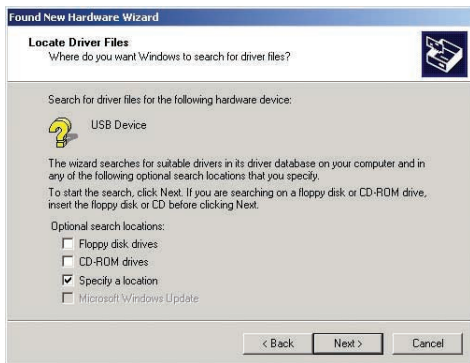 Found New Hardware Wizard
Locate Driver Files
Where do you want Windows to search for driver files?
Search for driver files for the following hardware device:
USB Device
The wizard searches for suitable drivers in its driver database on your computer and in
any of the following optional search locations that you specify.
To start the search, click Next. If you are searching on a floppy disk or CD-ROM drive,
insert the floppy disk or CD before clicking Next.
Optional search locations:
Floppy disk drives
CD-ROM drives
Specify a location
Microsoft Windows Update
< Back
Next >
Cancel